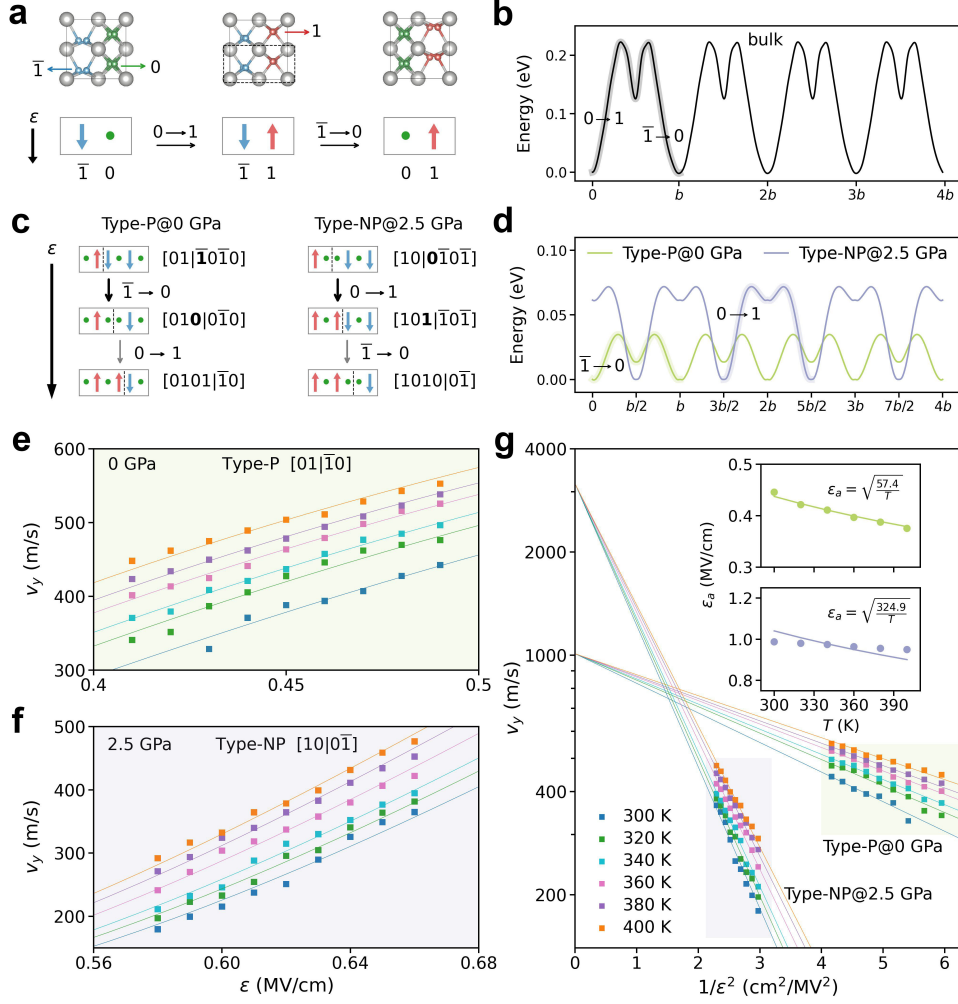 a
1
1̅
0
ε
0→1
1̅→0
1̅ 0
1̅ 1
0 1
b
bulk
Energy (eV)
0.2
0.1
0.0
0→1
1̅→0
0 b 2b 3b 4b
c
Type-P@0 GPa
Type-NP@2.5 GPa
ε
[01|1̅01̅0]
[10|01̅01̅]
1̅ → 0
0 → 1
[010|01̅0]
[101|1̅01̅]
0 → 1
1̅ → 0
[0101|1̅0]
[1010|01̅]
d
Type-P@0 GPa
Type-NP@2.5 GPa
Energy (eV)
0.10
0.05
0.00
0→1
1̅→0
0 b/2 b 3b/2 2b 5b/2 3b 7b/2 4b
e
0 GPa
Type-P [01|1̅0]
v_y (m/s)
600
500
400
300
0.4 0.45 0.5
f
2.5 GPa
Type-NP [10|01̅]
v_y (m/s)
500
400
300
200
0.56 0.60 0.64 0.68
ε (MV/cm)
g
v_y (m/s)
4000
2000
1000
400
200
0 1 2 3 4 5 6
1/ε² (cm²/MV²)
300 K
320 K
340 K
360 K
380 K
400 K
Type-P@0 GPa
Type-NP@2.5 GPa
ε_a (MV/cm)
0.5
0.4
0.3
ε_a = √(57.4/T)
1.2
1.0
0.8
ε_a = √(324.9/T)
300 330 360 390
T (K)